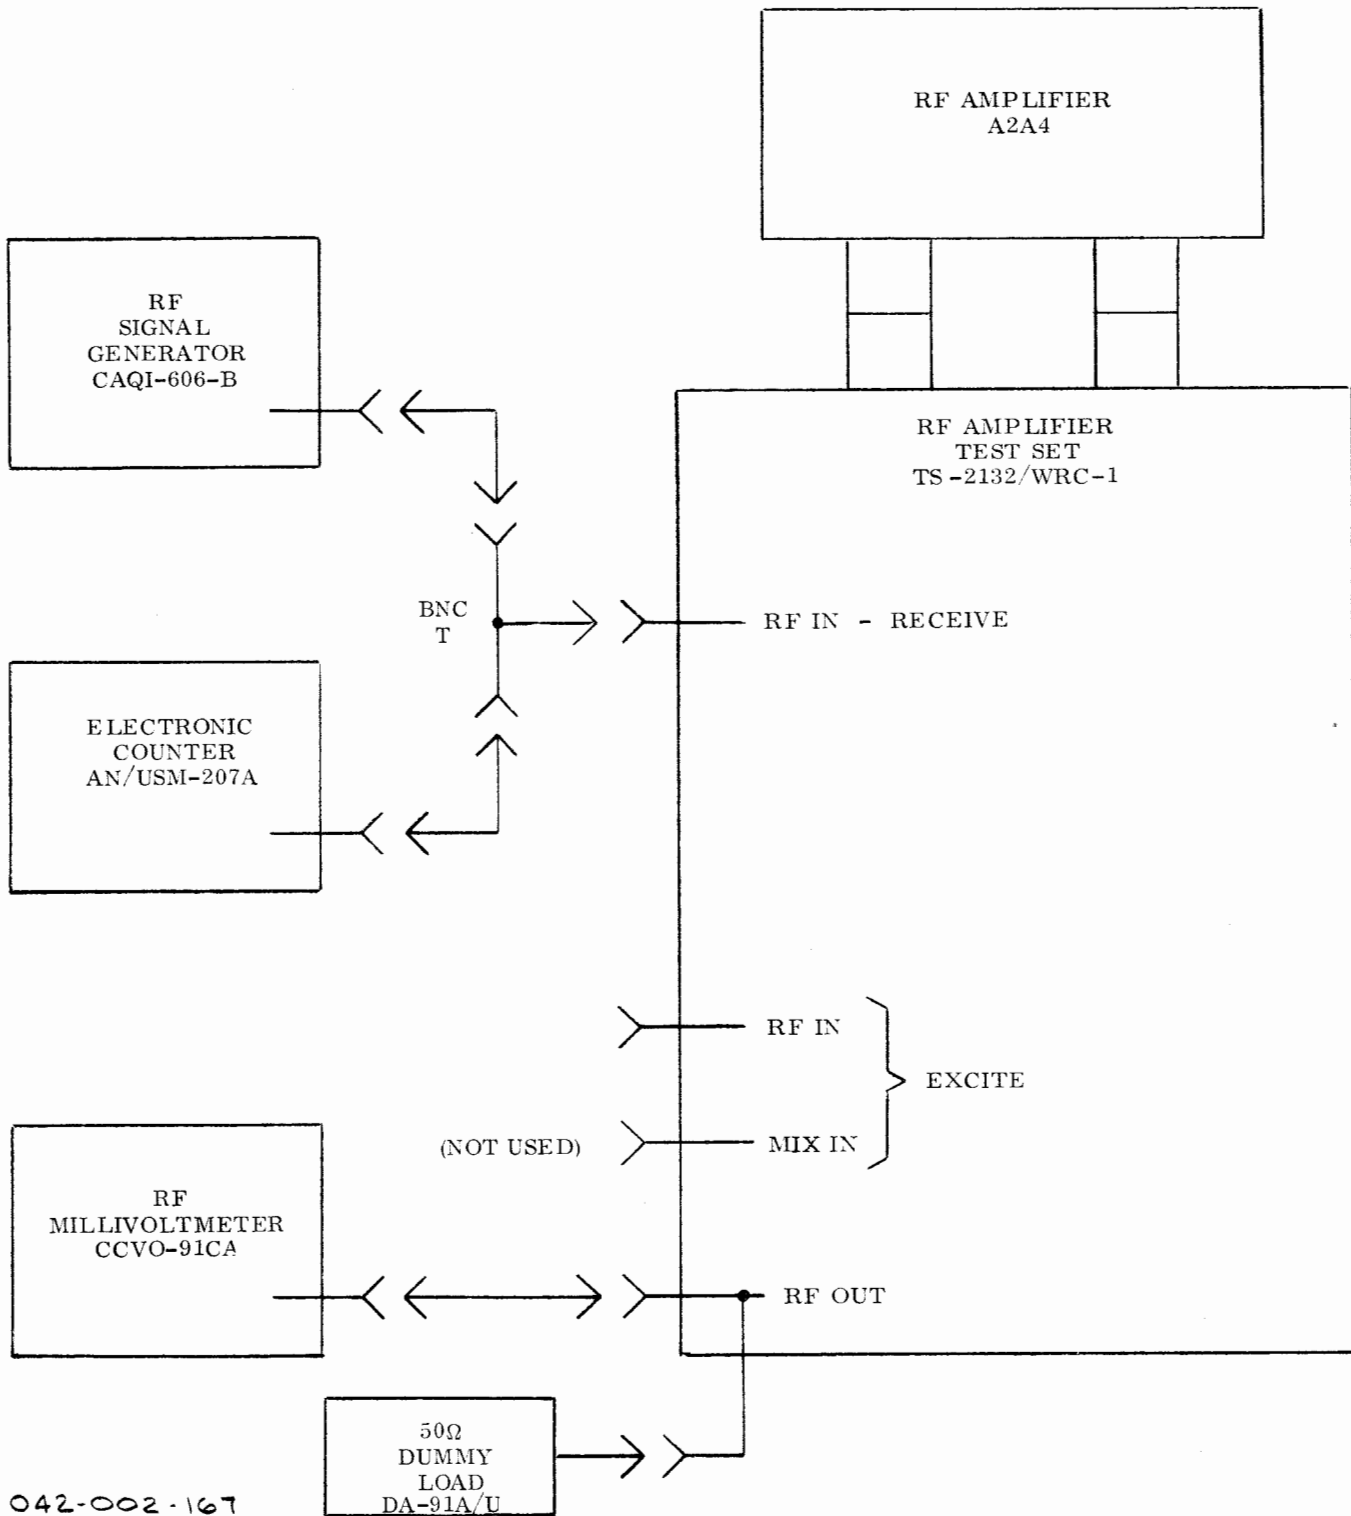 RF AMPLIFIER
A2A4
RF
SIGNAL
GENERATOR
CAQI-606-B
RF AMPLIFIER
TEST SET
TS-2132/WRC-1
BNC
T
RF IN - RECEIVE
ELECTRONIC
COUNTER
AN/USM-207A
RF IN
EXCITE
(NOT USED)
MIX IN
RF
MILLIVOLTMETER
CCVO-91CA
RF OUT
50Ω
DUMMY
LOAD
DA-91A/U
042-002-167